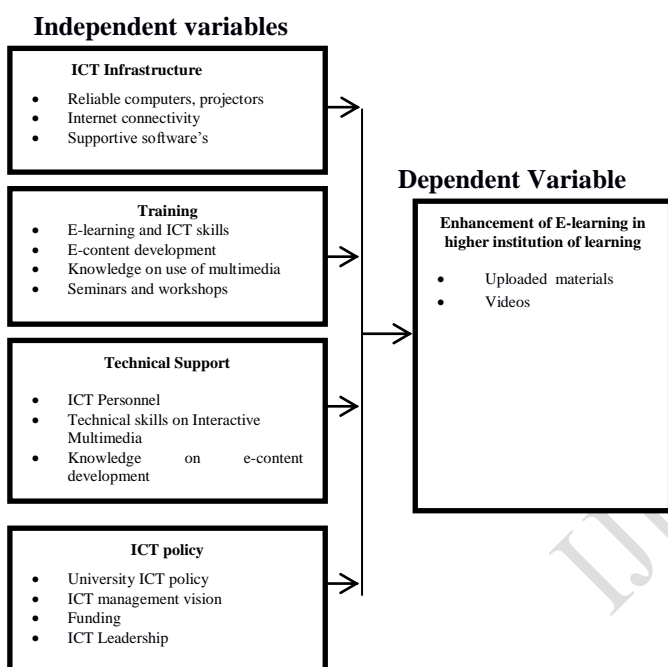 Independent variables
ICT Infrastructure
• Reliable computers, projectors
• Internet connectivity
• Supportive software's
Training
• E-learning and ICT skills
• E-content development
• Knowledge on use of multimedia
• Seminars and workshops
Technical Support
• ICT Personnel
• Technical skills on Interactive
Multimedia
• Knowledge on e-content
development
ICT policy
• University ICT policy
• ICT management vision
• Funding
• ICT Leadership
Dependent Variable
Enhancement of E-learning in
higher institution of learning
• Uploaded materials
• Videos